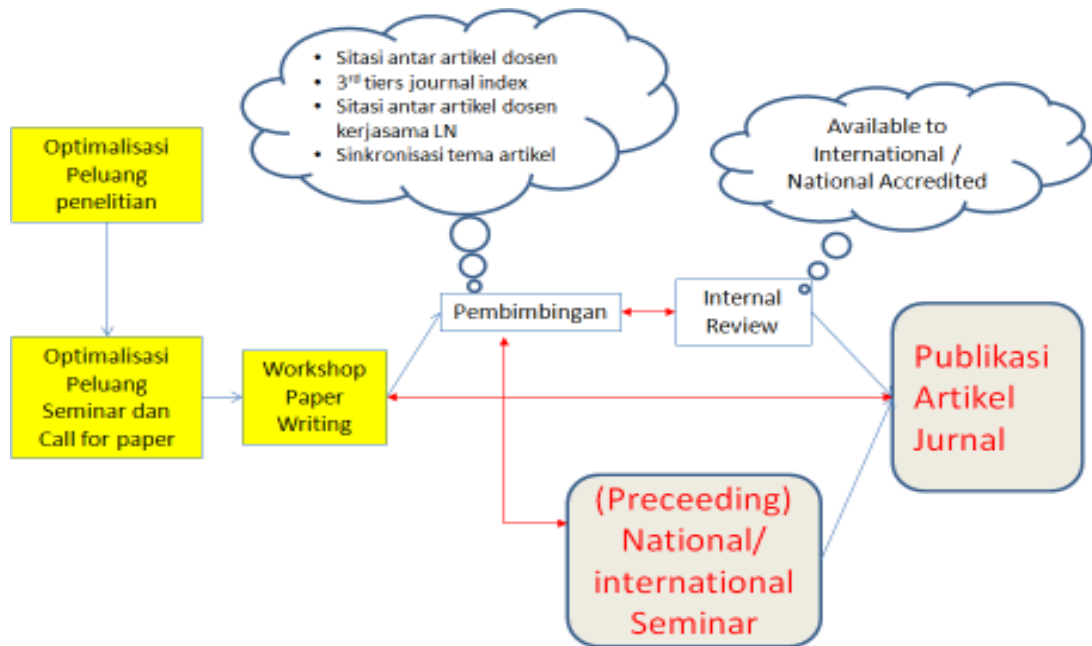 • Sitasi antar artikel dosen
• 3rd tiers journal index
• Sitasi antar artikel dosen
kerjasama LN
• Sinkronisasi tema artikel
Available to
International /
National Accredited
Optimalisasi
Peluang
penelitian
Pembimbingan
Internal
Review
Optimalisasi
Peluang
Seminar dan
Call for paper
Workshop
Paper
Writing
Publikasi
Artikel
Jurnal
(Preceeding)
National/
international
Seminar